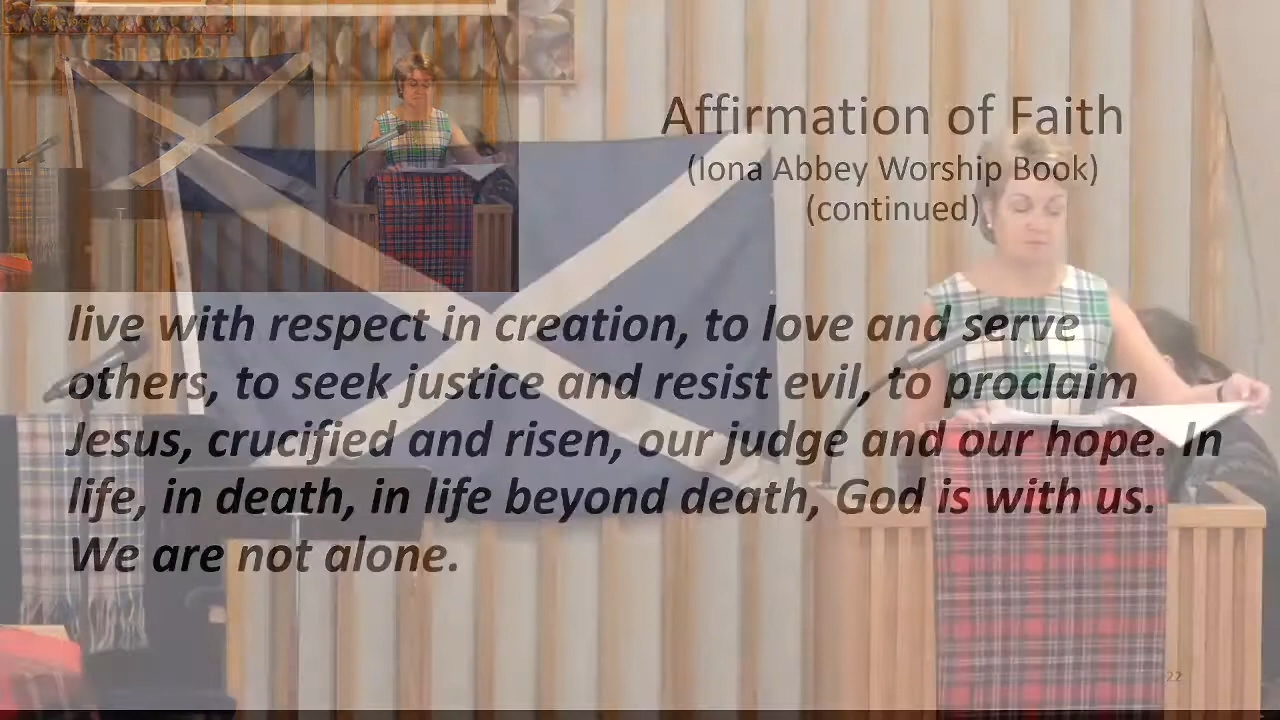 Since 1942
Affirmation of Faith
(Iona Abbey Worship Book)
(continued)
live with respect in creation, to love and serve
others, to seek justice and resist evil, to proclaim
Jesus, crucified and risen, our judge and our hope. In
life, in death, in life beyond death, God is with us.
We are not alone.
22